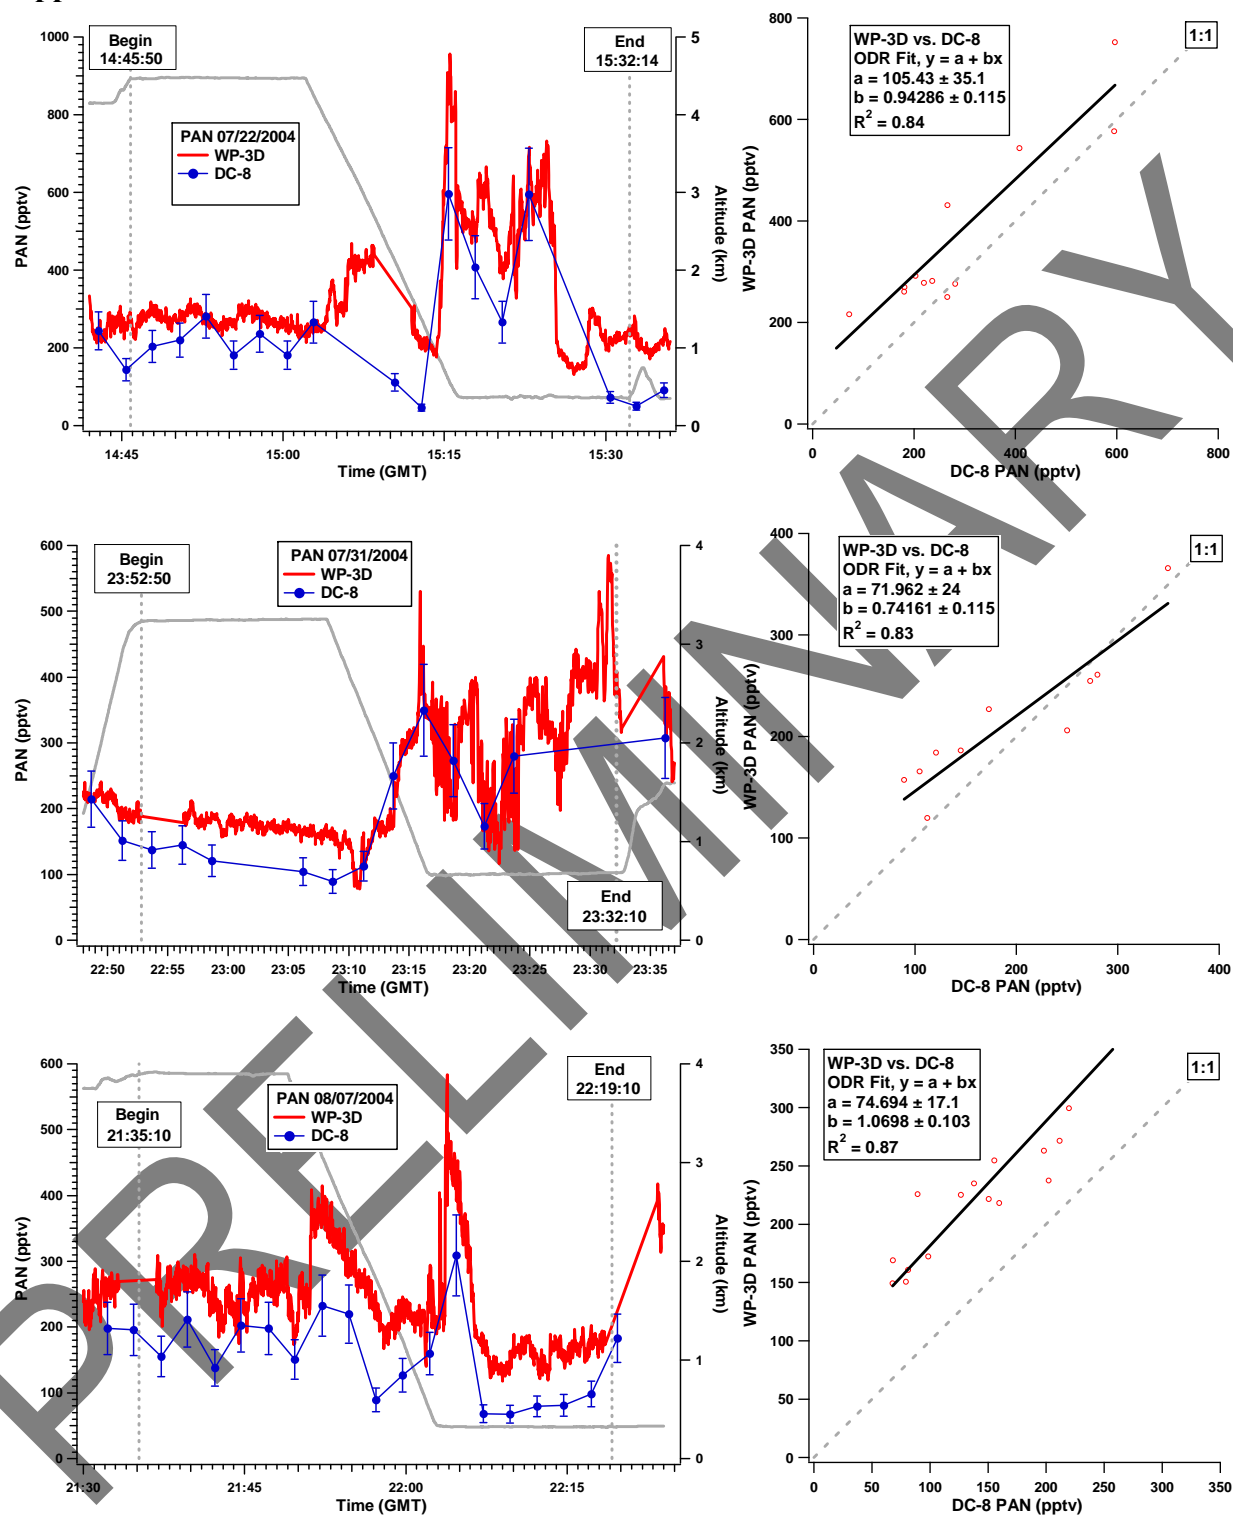 Begin
14:45:50
End
15:32:14
PAN 07/22/2004
WP-3D
DC-8
1000
800
600
400
200
0
PAN (pptv)
5
4
3
2
1
0
Altitude (km)
14:45
15:00
15:15
15:30
Time (GMT)
WP-3D vs. DC-8
ODR Fit, y = a + bx
a = 105.43 ± 35.1
b = 0.94286 ± 0.115
R2 = 0.84
1:1
800
600
400
200
0
WP-3D PAN (pptv)
0
200
400
600
800
DC-8 PAN (pptv)
Begin
23:52:50
PAN 07/31/2004
WP-3D
DC-8
End
23:32:10
600
500
400
300
200
100
0
PAN (pptv)
4
3
2
1
0
Altitude (km)
22:50
22:55
23:00
23:05
23:10
23:15
23:20
23:25
23:30
23:35
Time (GMT)
WP-3D vs. DC-8
ODR Fit, y = a + bx
a = 71.962 ± 24
b = 0.74161 ± 0.115
R2 = 0.83
1:1
400
300
200
100
0
WP-3D PAN (pptv)
0
100
200
300
400
DC-8 PAN (pptv)
Begin
21:35:10
PAN 08/07/2004
WP-3D
DC-8
End
22:19:10
600
500
400
300
200
100
0
PAN (pptv)
4
3
2
1
0
Altitude (km)
21:30
21:45
22:00
22:15
Time (GMT)
WP-3D vs. DC-8
ODR Fit, y = a + bx
a = 74.694 ± 17.1
b = 1.0698 ± 0.103
R2 = 0.87
1:1
350
300
250
200
150
100
50
0
WP-3D PAN (pptv)
0
50
100
150
200
250
300
350
DC-8 PAN (pptv)
PRELIMINARY